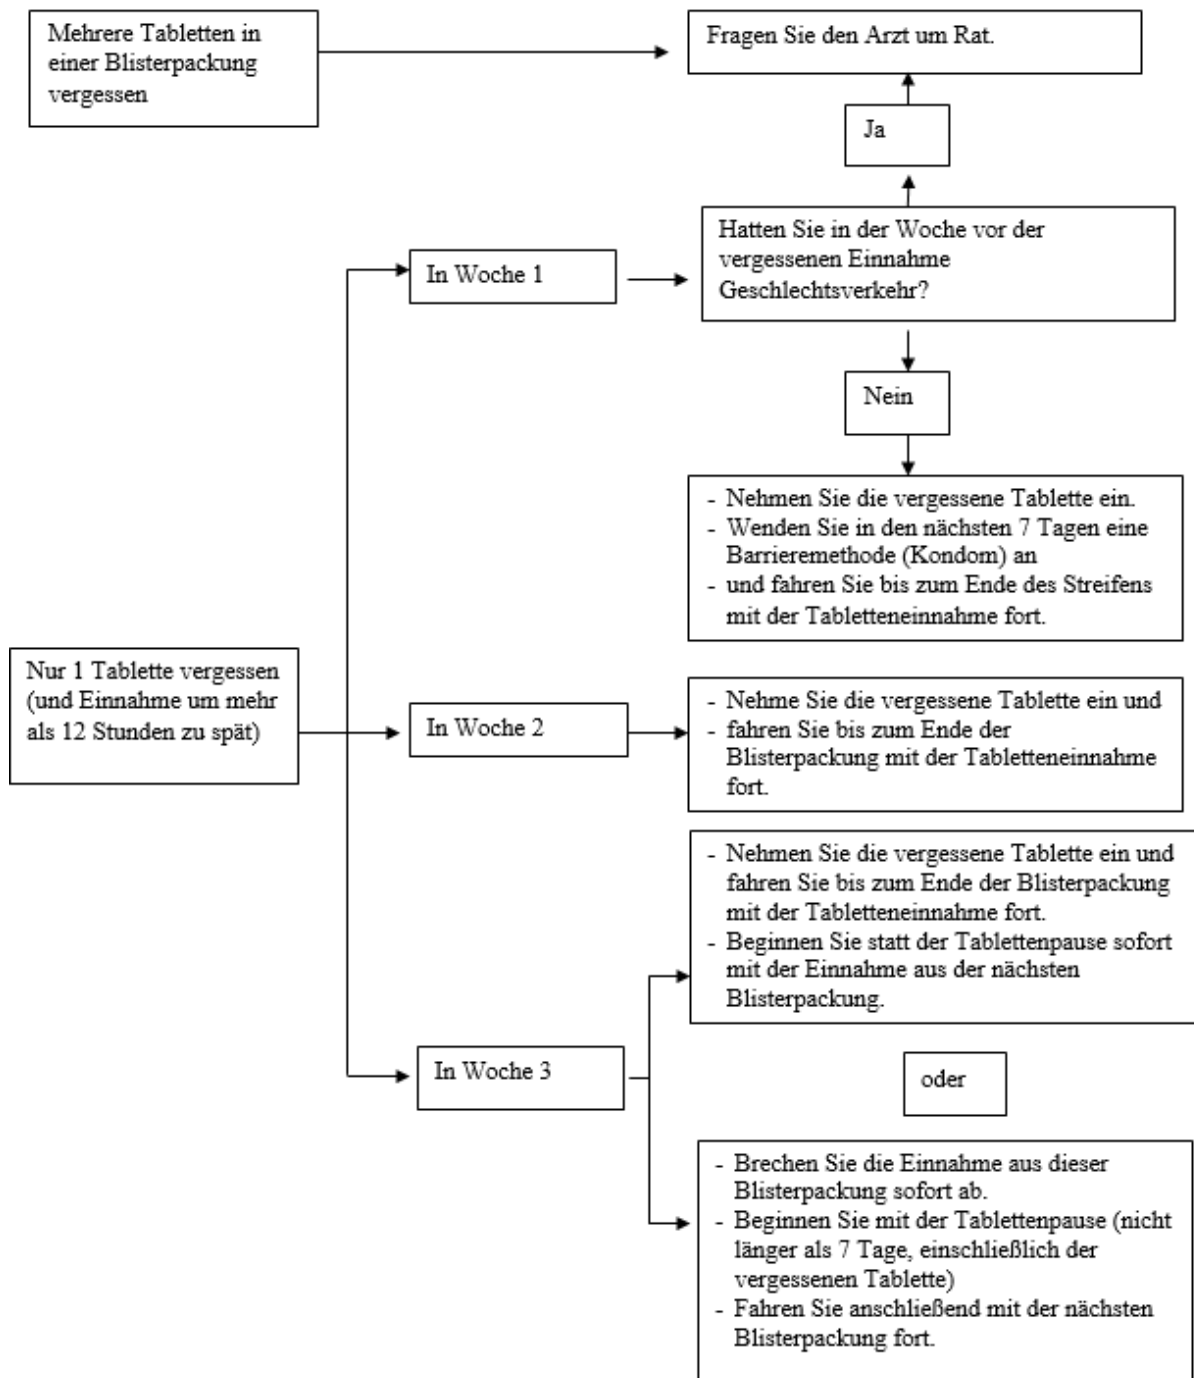 Mehrere Tabletten in
einer Blisterpackung
vergessen
Fragen Sie den Arzt um Rat.
Ja
Hatten Sie in der Woche vor der
vergessenen Einnahme
Geschlechtsverkehr?
In Woche 1
Nein
- Nehmen Sie die vergessene Tablette ein.
- Wenden Sie in den nächsten 7 Tagen eine
Barrieremethode (Kondom) an
- und fahren Sie bis zum Ende des Streifens
mit der Tabletteneinnahme fort.
Nur 1 Tablette vergessen
(und Einnahme um mehr
als 12 Stunden zu spät)
In Woche 2
- Nehme Sie die vergessene Tablette ein und
- fahren Sie bis zum Ende der
Blisterpackung mit der Tabletteneinnahme
fort.
- Nehmen Sie die vergessene Tablette ein und
fahren Sie bis zum Ende der Blisterpackung
mit der Tabletteneinnahme fort.
- Beginnen Sie statt der Tablettenpause sofort
mit der Einnahme aus der nächsten
Blisterpackung.
In Woche 3
oder
- Brechen Sie die Einnahme aus dieser
Blisterpackung sofort ab.
- Beginnen Sie mit der Tablettenpause (nicht
länger als 7 Tage, einschließlich der
vergessenen Tablette)
- Fahren Sie anschließend mit der nächsten
Blisterpackung fort.